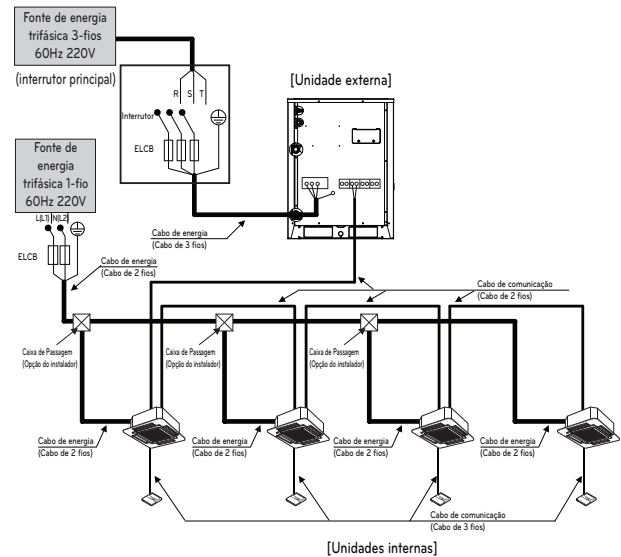 Fonte de energia
trifásica 3-fios
60Hz 220V
(interrutor principal)
R S T
Interrutor
ELCB
[Unidade externa]
Fonte de
energia
trifásica 1-fio
60Hz 220V
L(L1) N(L2)
ELCB
Cabo de energia
(Cabo de 2 fios)
Cabo de energia
(Cabo de 3 fios)
Cabo de comunicação
(Cabo de 2 fios)
Caixa de Passagem
(Opção do instalador)
Caixa de Passagem
(Opção do instalador)
Caixa de Passagem
(Opção do instalador)
Cabo de energia
(Cabo de 2 fios)
Cabo de energia
(Cabo de 2 fios)
Cabo de energia
(Cabo de 2 fios)
Cabo de energia
(Cabo de 2 fios)
Cabo de comunicação
(Cabo de 3 fios)
[Unidades internas]